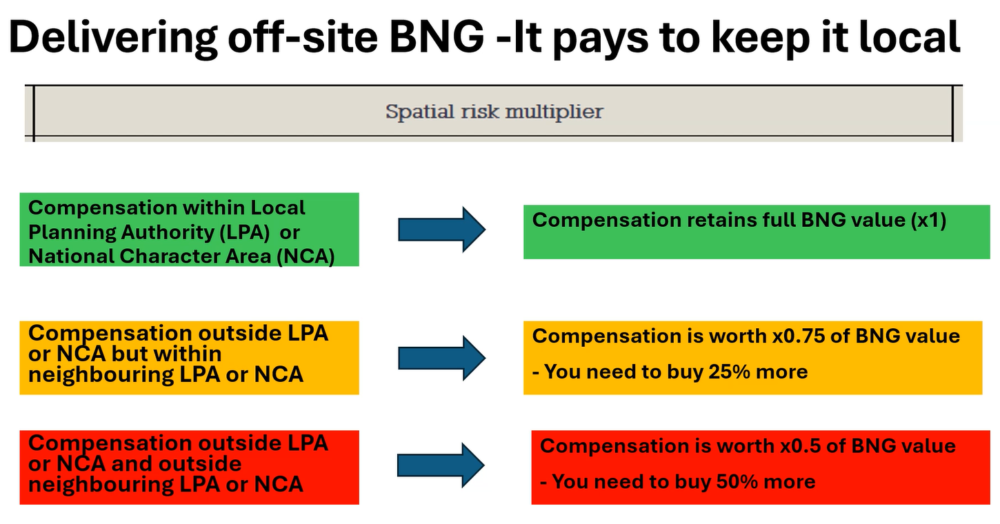 Delivering off-site BNG -It pays to keep it local
Spatial risk multiplier
Compensation within Local
Planning Authority (LPA) or
National Character Area (NCA)
Compensation retains full BNG value (x1)
Compensation outside LPA
or NCA but within
neighbouring LPA or NCA
Compensation is worth x0.75 of BNG value
- You need to buy 25% more
Compensation outside LPA
or NCA and outside
neighbouring LPA or NCA
Compensation is worth x0.5 of BNG value
- You need to buy 50% more